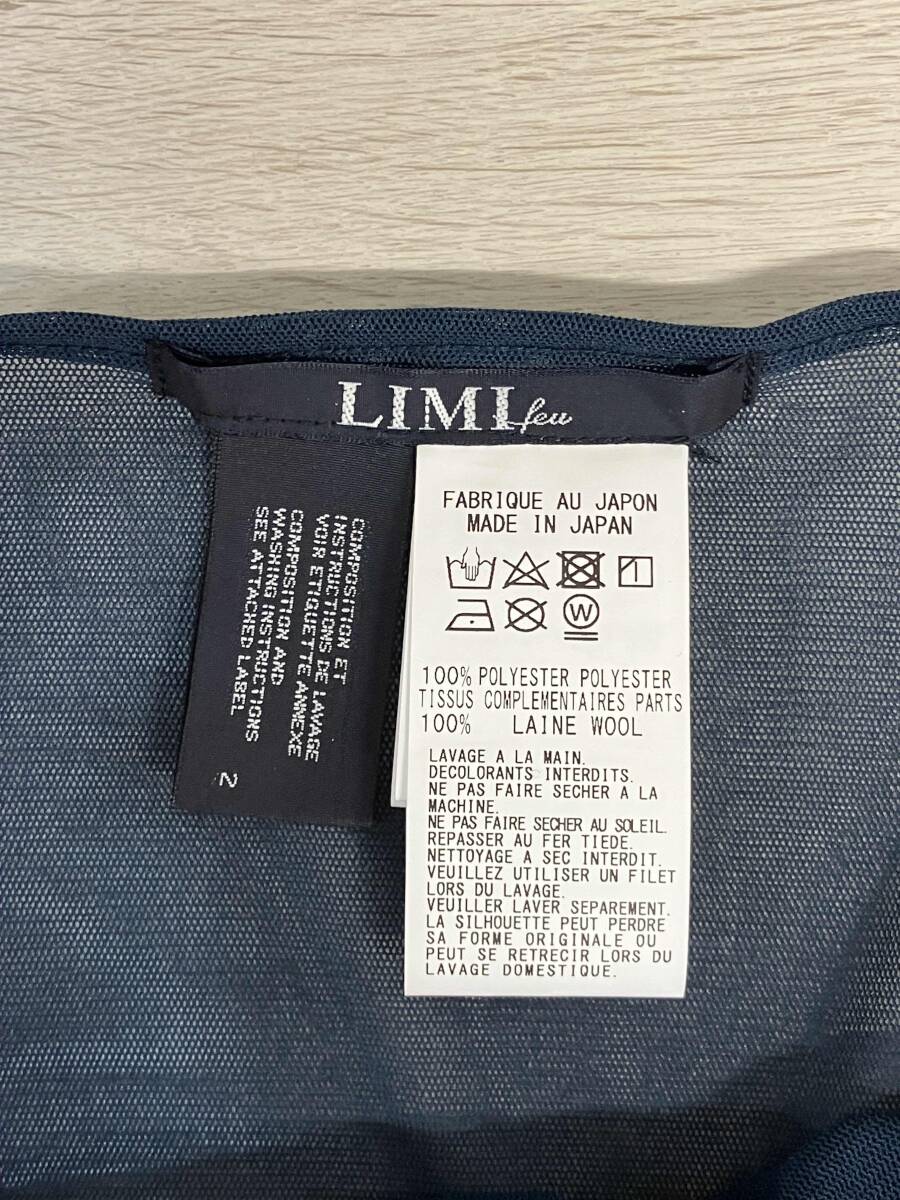 LIMI feu
COMPOSITION ET
INSTRUCTIONS DE LAVAGE
VOIR ETIQUETTE ANNEXE
COMPOSITION AND
WASHING INSTRUCTIONS
SEE ATTACHED LABEL
2
FABRIQUE AU JAPON
MADE IN JAPAN
W
100% POLYESTER POLYESTER
TISSUS COMPLEMENTAIRES PARTS
100% LAINE WOOL
LAVAGE A LA MAIN.
DECOLORANTS INTERDITS.
NE PAS FAIRE SECHER A LA
MACHINE.
NE PAS FAIRE SECHER AU SOLEIL.
REPASSER AU FER TIEDE.
NETTOYAGE A SEC INTERDIT.
VEUILLEZ UTILISER UN FILET
LORS DU LAVAGE.
VEUILLER LAVER SEPAREMENT.
LA SILHOUETTE PEUT PERDRE
SA FORME ORIGINALE OU
PEUT SE RETRECIR LORS DU
LAVAGE DOMESTIQUE.